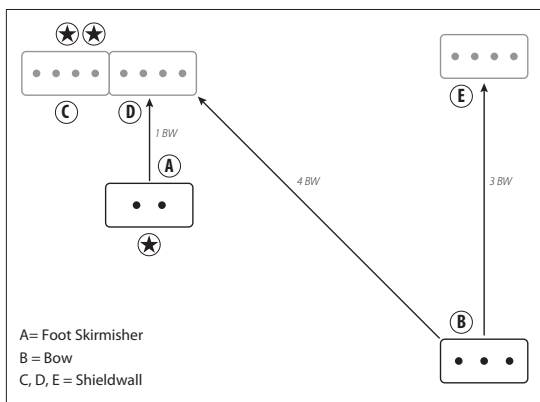 C
D
E
1 BW
A
4 BW
3 BW
B
A= Foot Skirmisher
B = Bow
C, D, E = Shieldwall